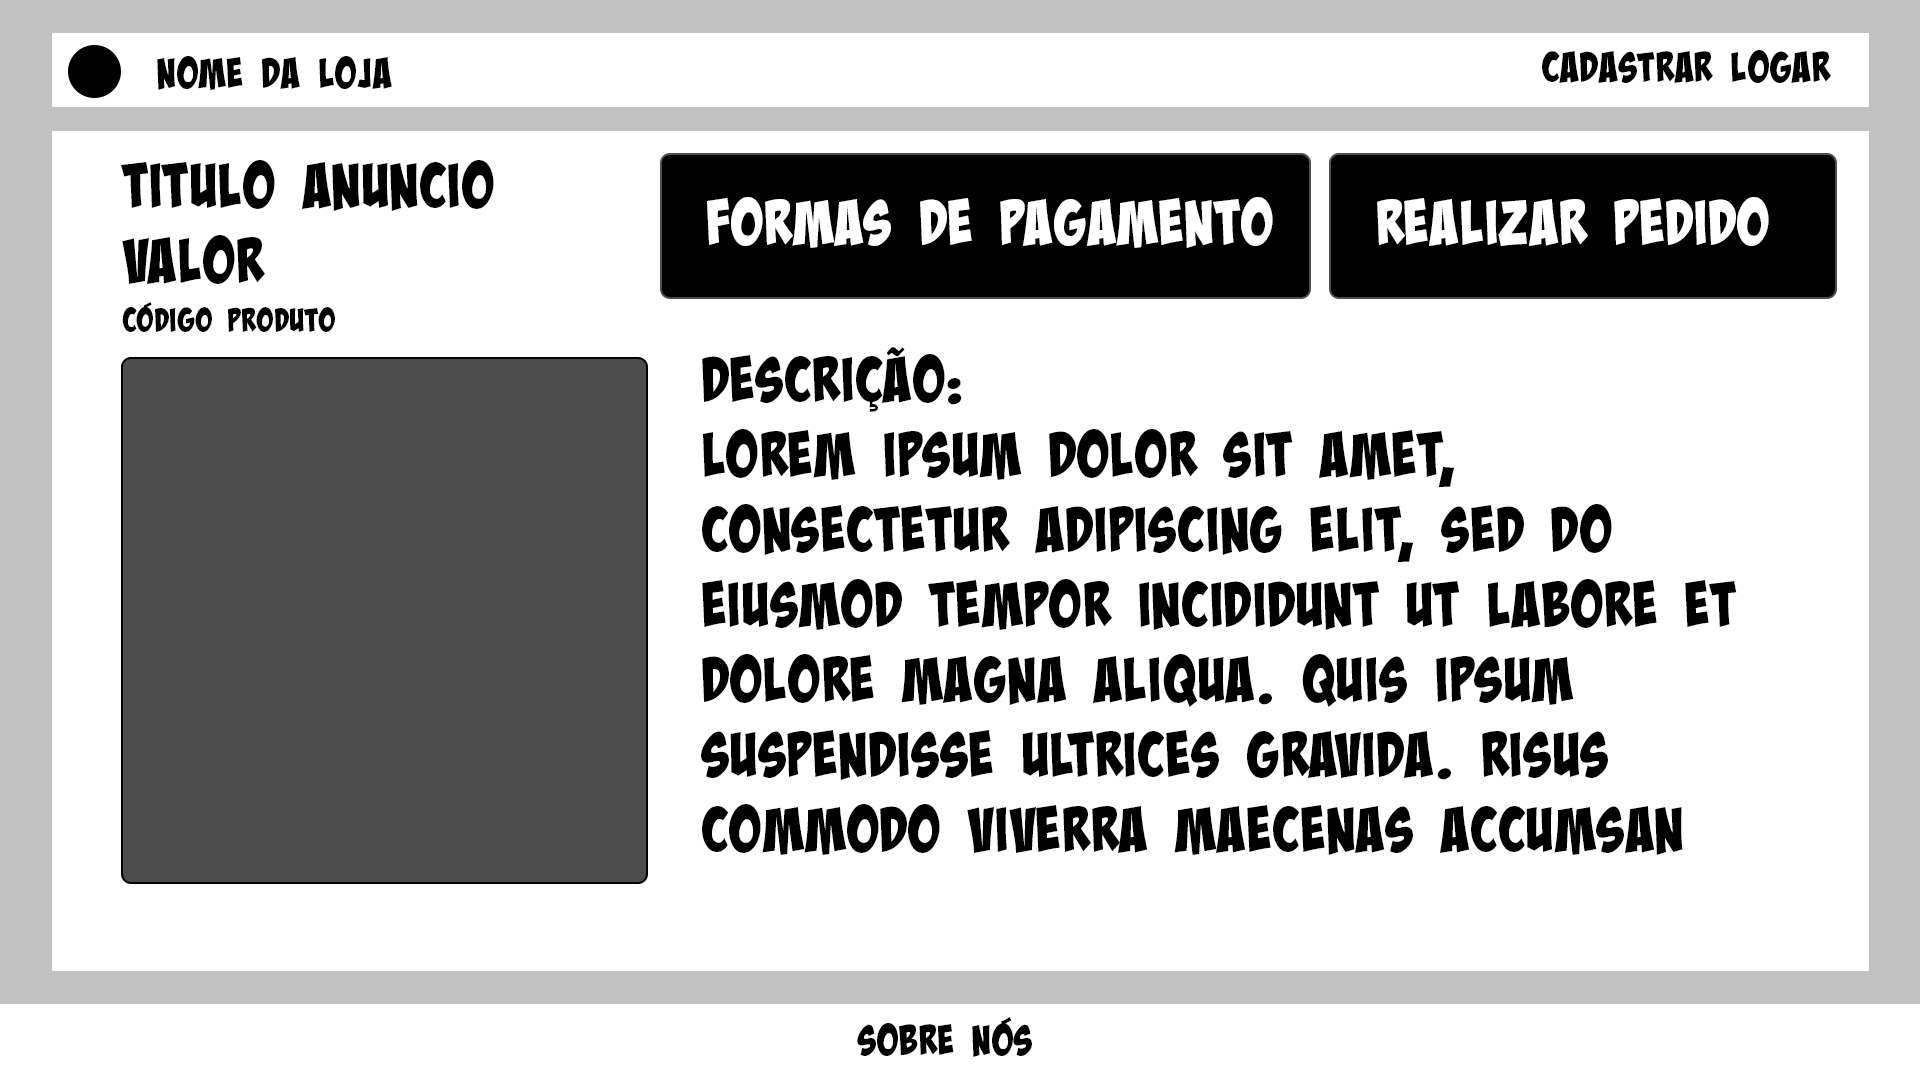 NOME DA LOJA
CADASTRAR LOGAR
TITULO ANUNCIO
VALOR
CÓDIGO PRODUTO
FORMAS DE PAGAMENTO
REALIZAR PEDIDO
DESCRIÇÃO:
LOREM IPSUM DOLOR SIT AMET,
CONSECTETUR ADIPISCING ELIT, SED DO
EIUSMOD TEMPOR INCIDIDUNT UT LABORE ET
DOLORE MAGNA ALIQUA. QUIS IPSUM
SUSPENDISSE ULTRICES GRAVIDA. RISUS
COMMODO VIVERRA MAECENAS ACCUMSAN
SOBRE NÓS